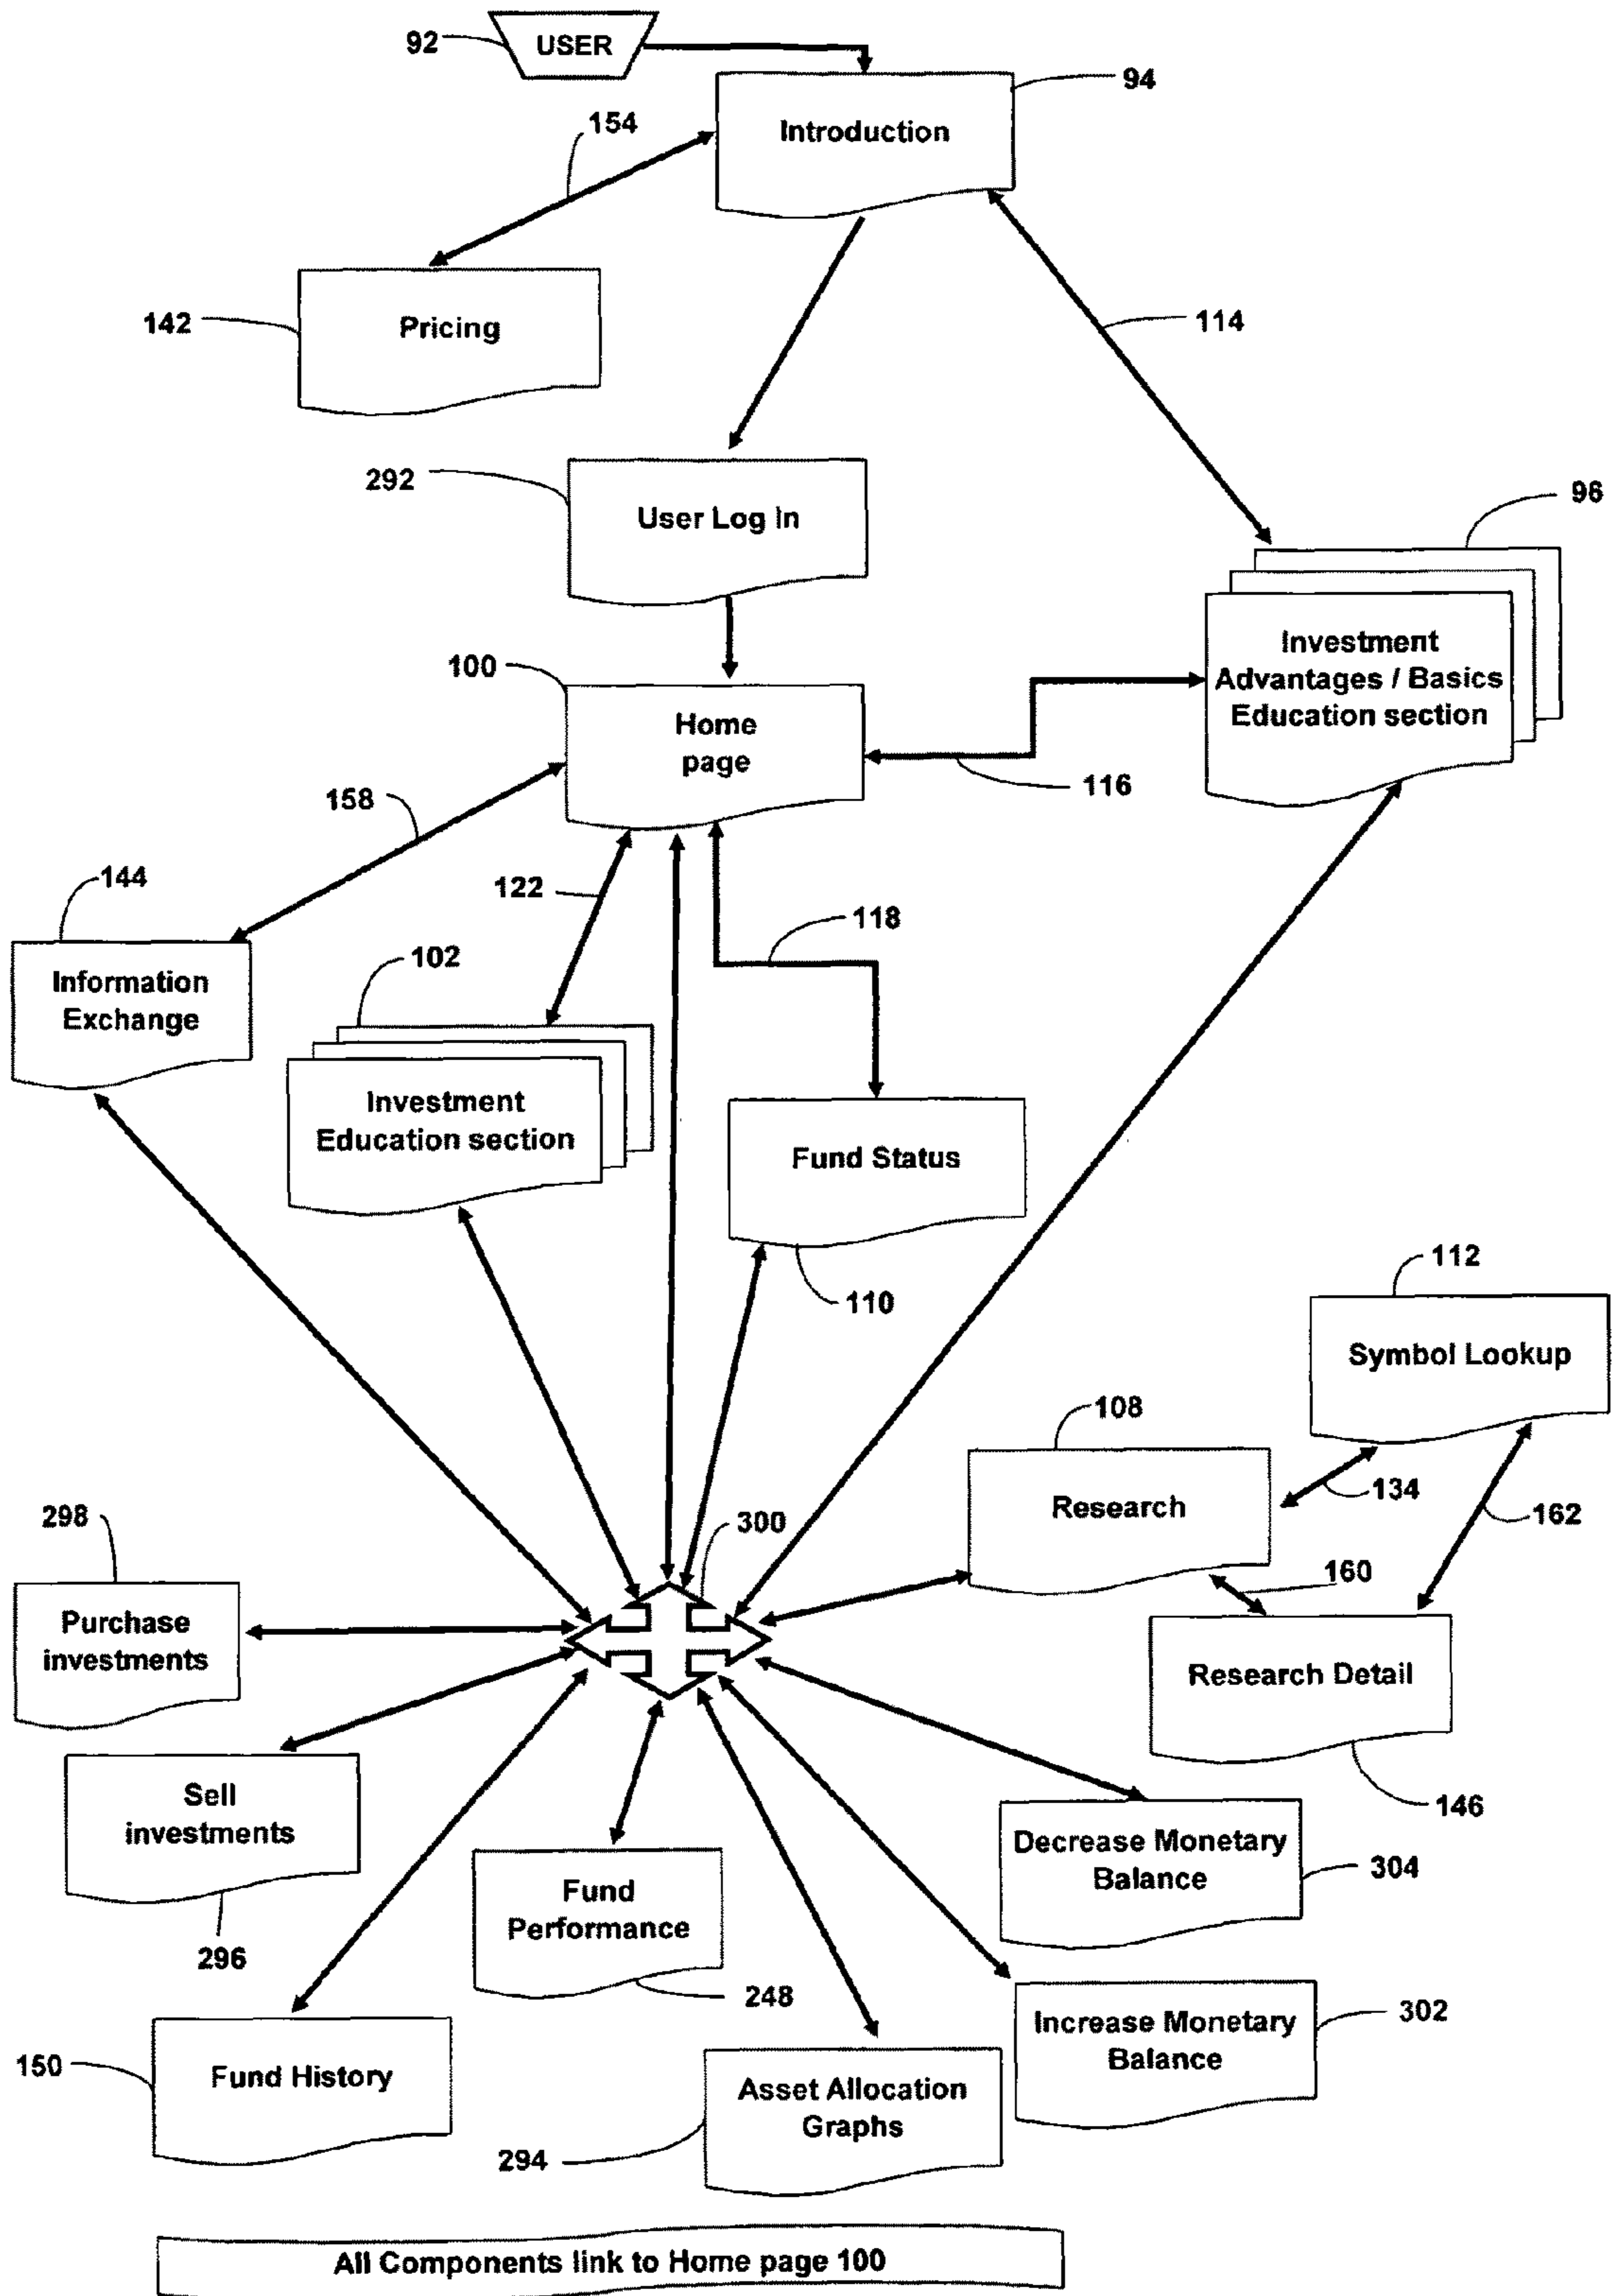 92
USER
94
Introduction
154
142
Pricing
114
292
User Log In
96
Investment
Advantages / Basics
Education section
100
Home
page
116
158
144
Information
Exchange
122
102
Investment
Education section
118
Fund Status
110
112
Symbol Lookup
108
Research
134
162
298
Purchase
investments
300
160
Research Detail
146
Sell
investments
296
Decrease Monetary
Balance
304
Fund
Performance
248
Increase Monetary
Balance
302
150
Fund History
Asset Allocation
Graphs
294
All Components link to Home page 100